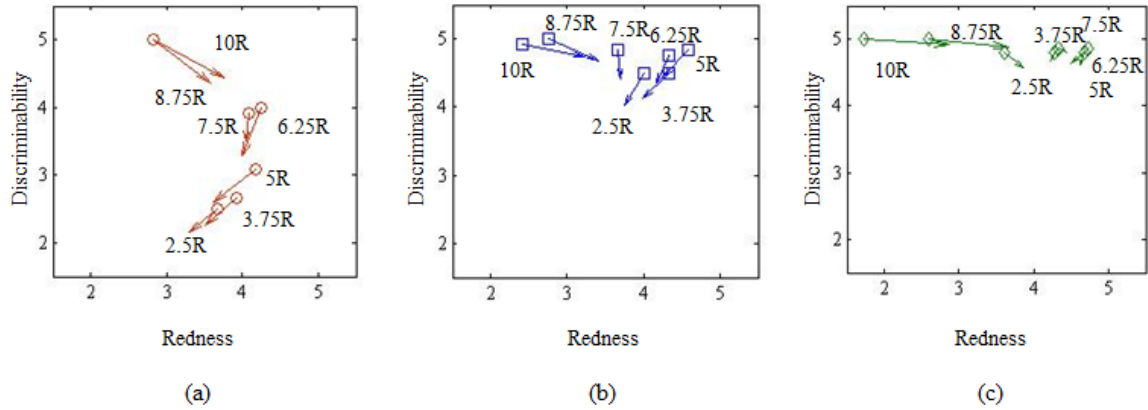 5
4
3
2
Discriminability
10R
8.75R
7.5R
6.25R
5R
3.75R
2.5R
2 3 4 5
Redness
(a)
5
4
3
2
Discriminability
8.75R
7.5R
6.25R
10R
5R
3.75R
2.5R
2 3 4 5
Redness
(b)
5
4
3
2
Discriminability
7.5R
8.75R
3.75R
10R
6.25R
2.5R
5R
2 3 4 5
Redness
(c)